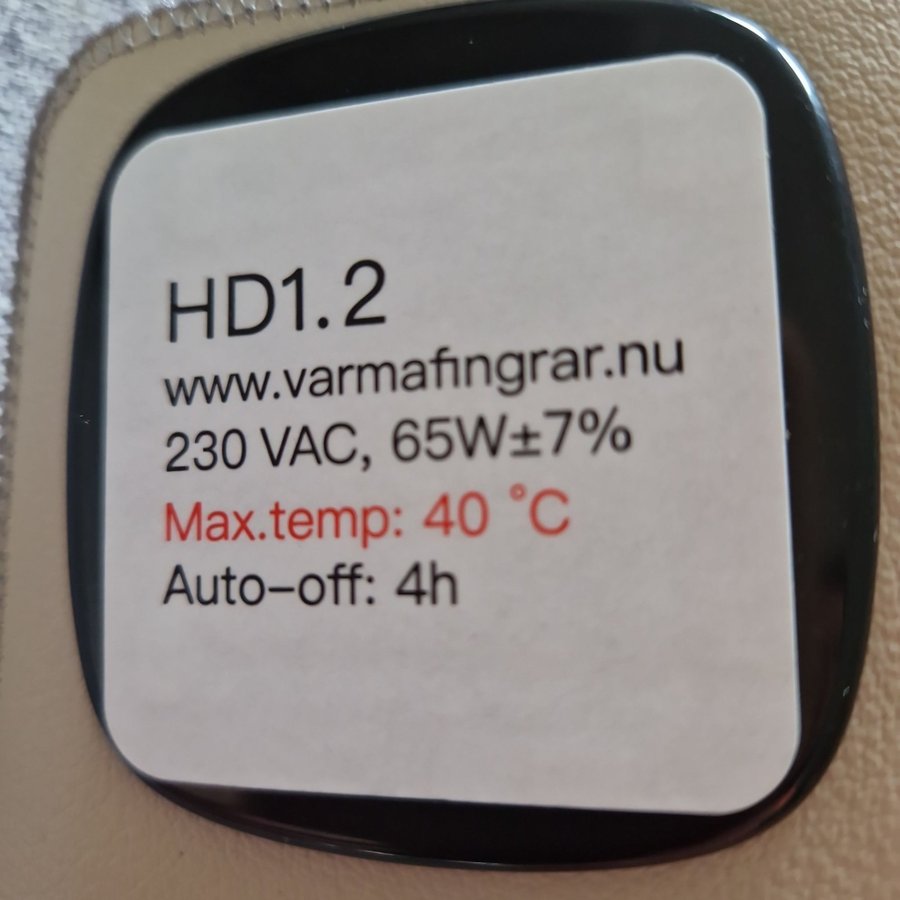 HD1.2
www.varmafingrar.nu
230 VAC, 65W±7%
Max.temp: 40 °C
Auto-off: 4h